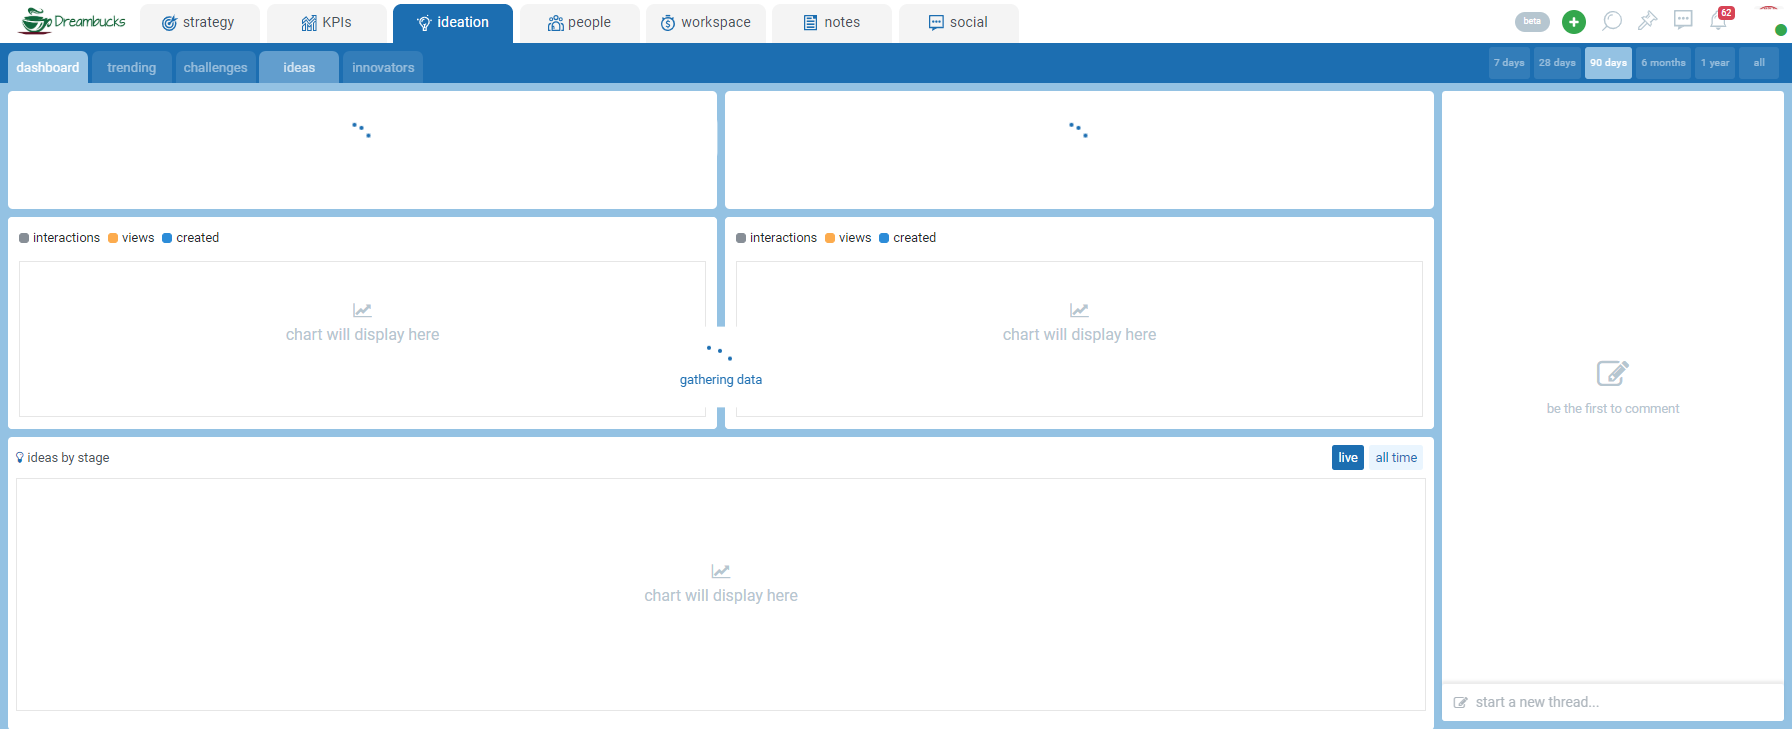 Dreambucks
strategy
KPIs
ideation
people
workspace
notes
social
beta
62
dashboard
trending
challenges
ideas
innovators
7 days
28 days
90 days
6 months
1 year
all
interactions views created
interactions views created
chart will display here
chart will display here
gathering data
be the first to comment
ideas by stage
live
all time
chart will display here
start a new thread...